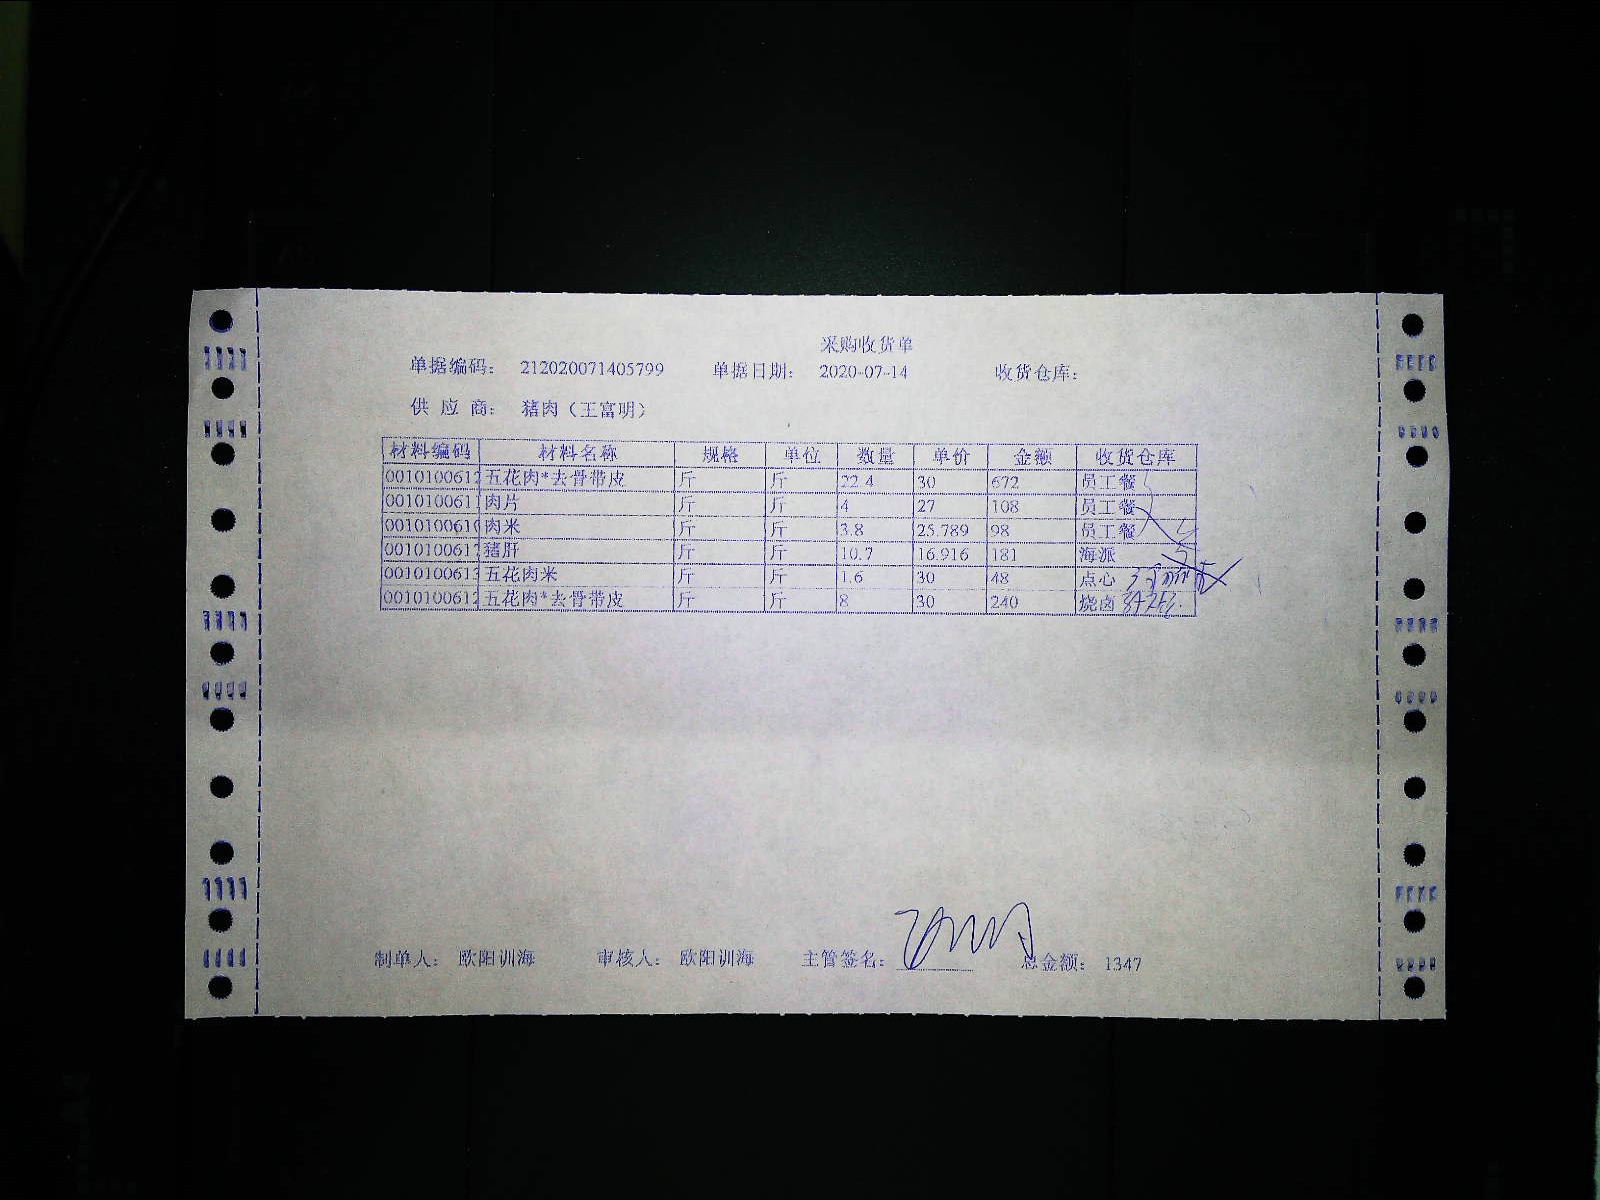 采购收货单
单据编码： 212020071405799 单据日期： 2020-07-14 收货仓库：
供 应 商： 猪肉（王富明）
材料编码 材料名称 规格 单位 数量 单价 金额 收货仓库
0010100612 五花肉*去骨带皮 斤 斤 22.4 30 672 员工餐
0010100611 肉片 斤 斤 4 27 108 员工餐
0010100610 肉米 斤 斤 3.8 25.789 98 员工餐
0010100617 猪肝 斤 斤 10.7 16.916 181 海派
0010100613 五花肉米 斤 斤 1.6 30 48 点心
0010100612 五花肉*去骨带皮 斤 斤 8 30 240 烧卤
制单人： 欧阳训海 审核人： 欧阳训海 主管签名： 总金额： 1347